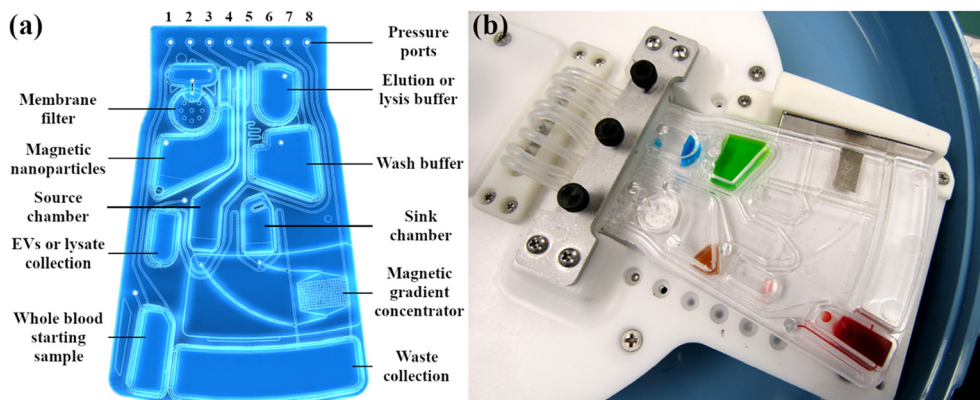 (a)
1 2 3 4 5 6 7 8
Pressure
ports
Elution or
lysis buffer
Membrane
filter
Magnetic
nanoparticles
Wash buffer
Source
chamber
Sink
chamber
EVs or lysate
collection
Magnetic
gradient
concentrator
Whole blood
starting
sample
Waste
collection
(b)